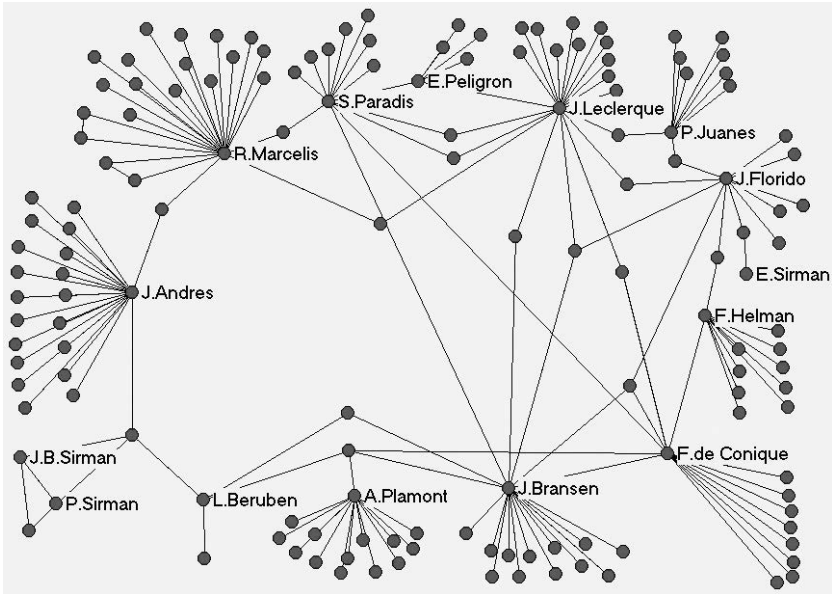 E.Peligron
S.Paradis
J.Leclerque
P.Juanes
R.Marcelis
J.Florido
E.Sirman
J.Andres
F.Helman
J.B.Sirman
F.de Conique
P.Sirman
L.Beruben
A.Plamont
J.Bransen